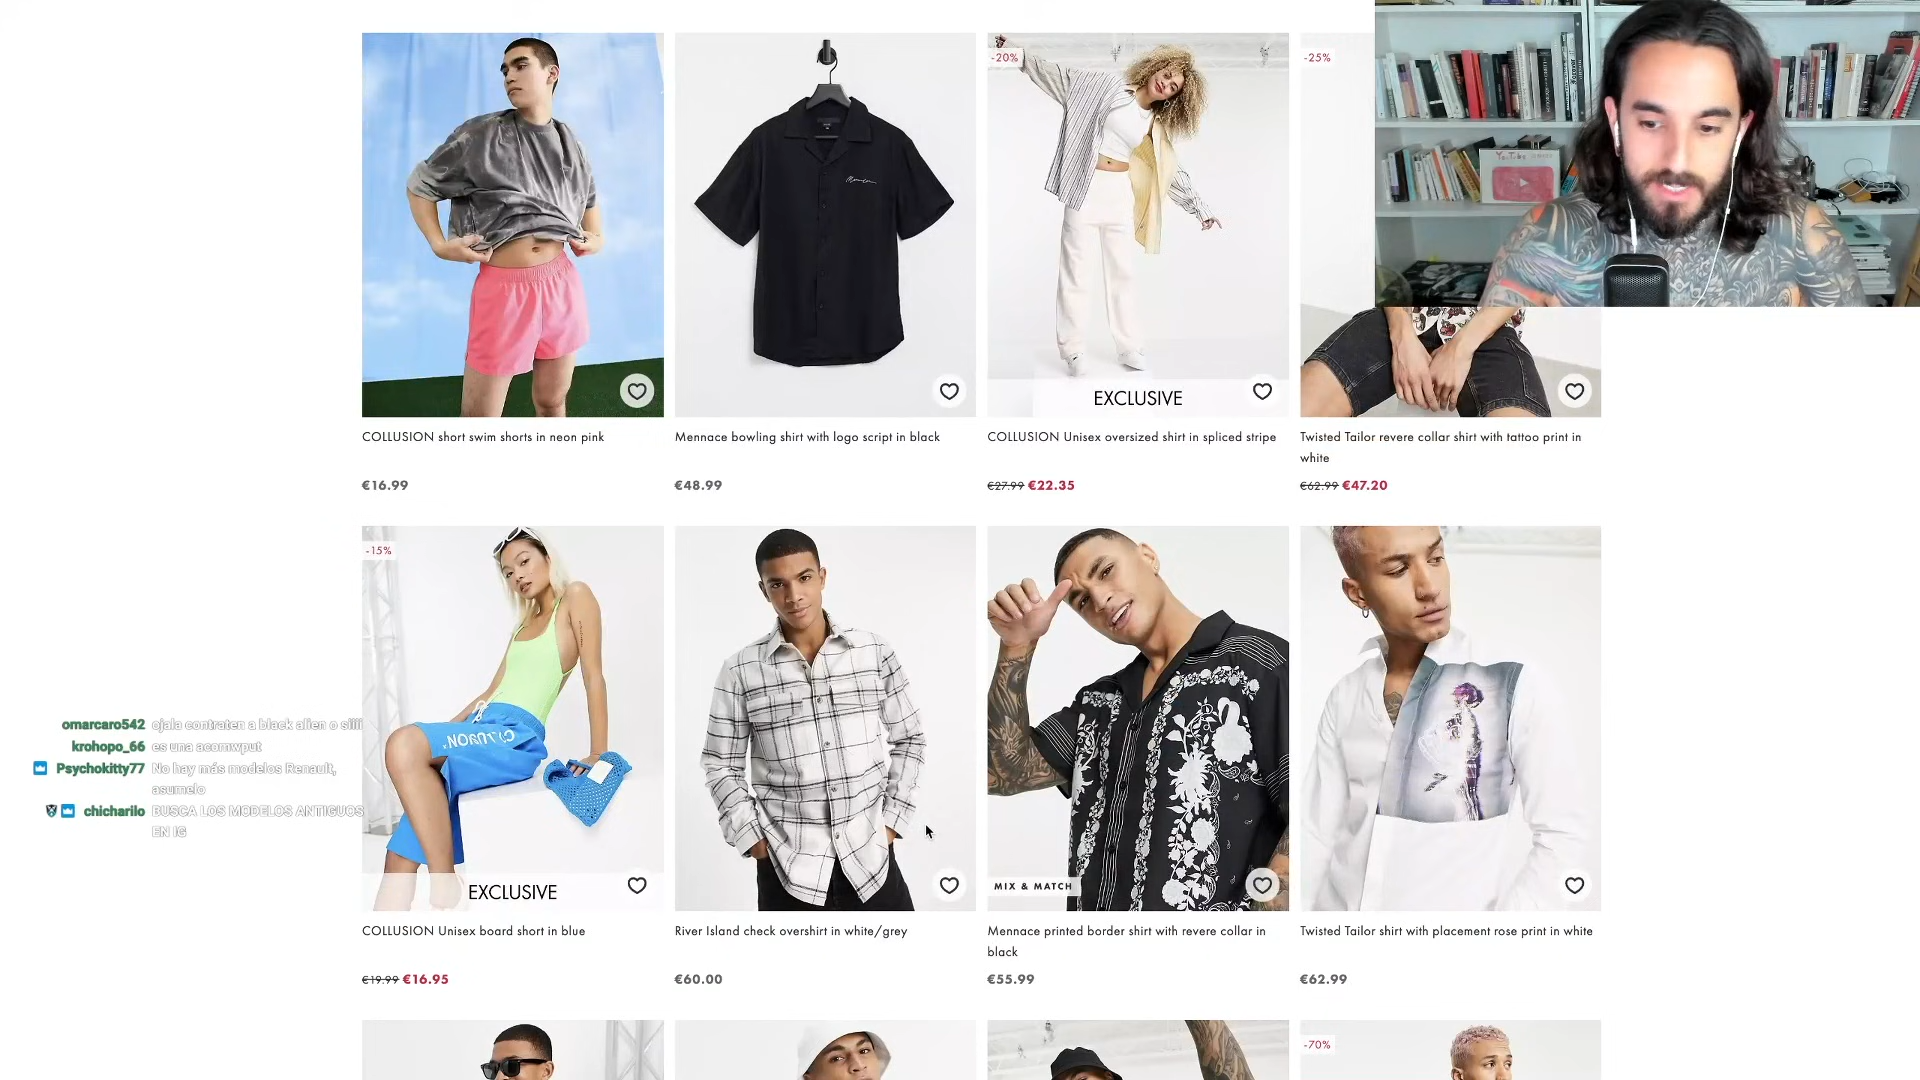 -20%
-25%
EXCLUSIVE
COLLUSION short swim shorts in neon pink
Mennace bowling shirt with logo script in black
COLLUSION Unisex oversized shirt in spliced stripe
Twisted Tailor revere collar shirt with tattoo print in
white
€16.99
€48.99
€27.99 €22.35
€62.99 €47.20
-15%
COLLUSION
EXCLUSIVE
MIX & MATCH
omarcaro542 ojala contraten a black alien o siiii
krohopo_66 es una acomwput
Psychokitty77 No hay más modelos Renault,
asumelo
chicharilo BUSCA LOS MODELOS ANTIGUOS
EN IG
COLLUSION Unisex board short in blue
River Island check overshirt in white/grey
Mennace printed border shirt with revere collar in
black
Twisted Tailor shirt with placement rose print in white
€19.99 €16.95
€60.00
€55.99
€62.99
-70%